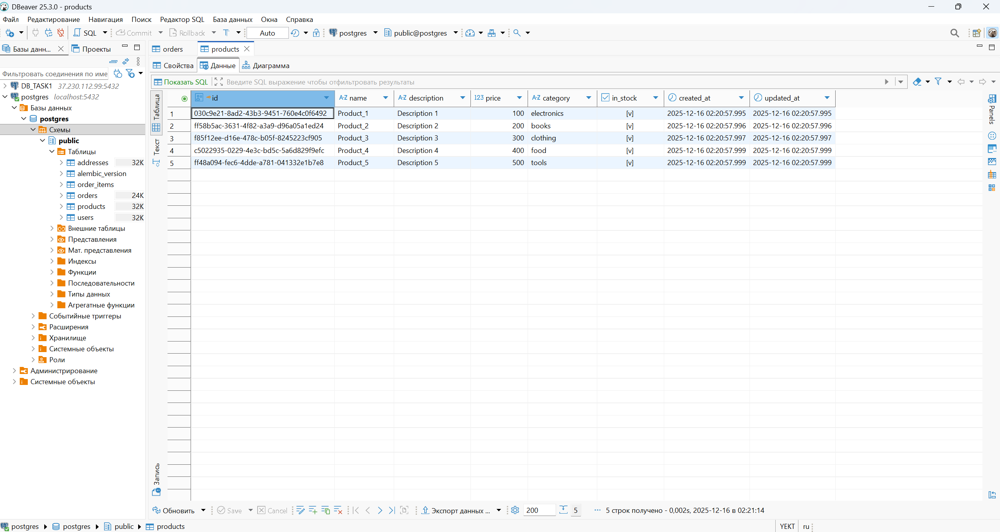 DBeaver 25.3.0 - products
Файл Редактирование Навигация Поиск Редактор SQL База данных Окна Справка
SQL Commit Rollback Auto postgres public@postgres
Базы данн... Проекты orders products
Свойства Данные Диаграмма
Фильтровать соединения по име
Показать SQL Введите SQL выражение чтобы отфильтровать результаты
DB_TASK1 37.230.112.99:5432
postgres localhost:5432
Базы данных
postgres
Схемы
public
Таблицы
addresses 32K
alembic_version
order_items
orders 24K
products 32K
users 32K
Внешние таблицы
Представления
Мат. представления
Индексы
Функции
Последовательности
Типы данных
Агрегатные функции
Событийные триггеры
Расширения
Хранилище
Системные объекты
Роли
Администрирование
Системные объекты
Таблица
Текст
Запись
id A-Z name A-Z description 123 price A-Z category in_stock created_at updated_at
1 030c9e21-8ad2-43b3-9451-760e4c0f6492 Product_1 Description 1 100 electronics [v] 2025-12-16 02:20:57.995 2025-12-16 02:20:57.995
2 ff58b5ac-3631-4f82-a3a9-d96a05a1ed24 Product_2 Description 2 200 books [v] 2025-12-16 02:20:57.996 2025-12-16 02:20:57.996
3 f85f12ee-d16e-478c-b05f-8245223cf905 Product_3 Description 3 300 clothing [v] 2025-12-16 02:20:57.997 2025-12-16 02:20:57.997
4 c5022935-0229-4e3c-bd5c-5a6d829f9efc Product_4 Description 4 400 food [v] 2025-12-16 02:20:57.999 2025-12-16 02:20:57.999
5 ff48a094-fec6-4dde-a781-041332e1b7e8 Product_5 Description 5 500 tools [v] 2025-12-16 02:20:57.999 2025-12-16 02:20:57.999
Panels
Обновить Save Cancel Экспорт данных ... 200 5 ... 5 строк получено - 0,002s, 2025-12-16 в 02:21:14
postgres postgres public products YEKT ru